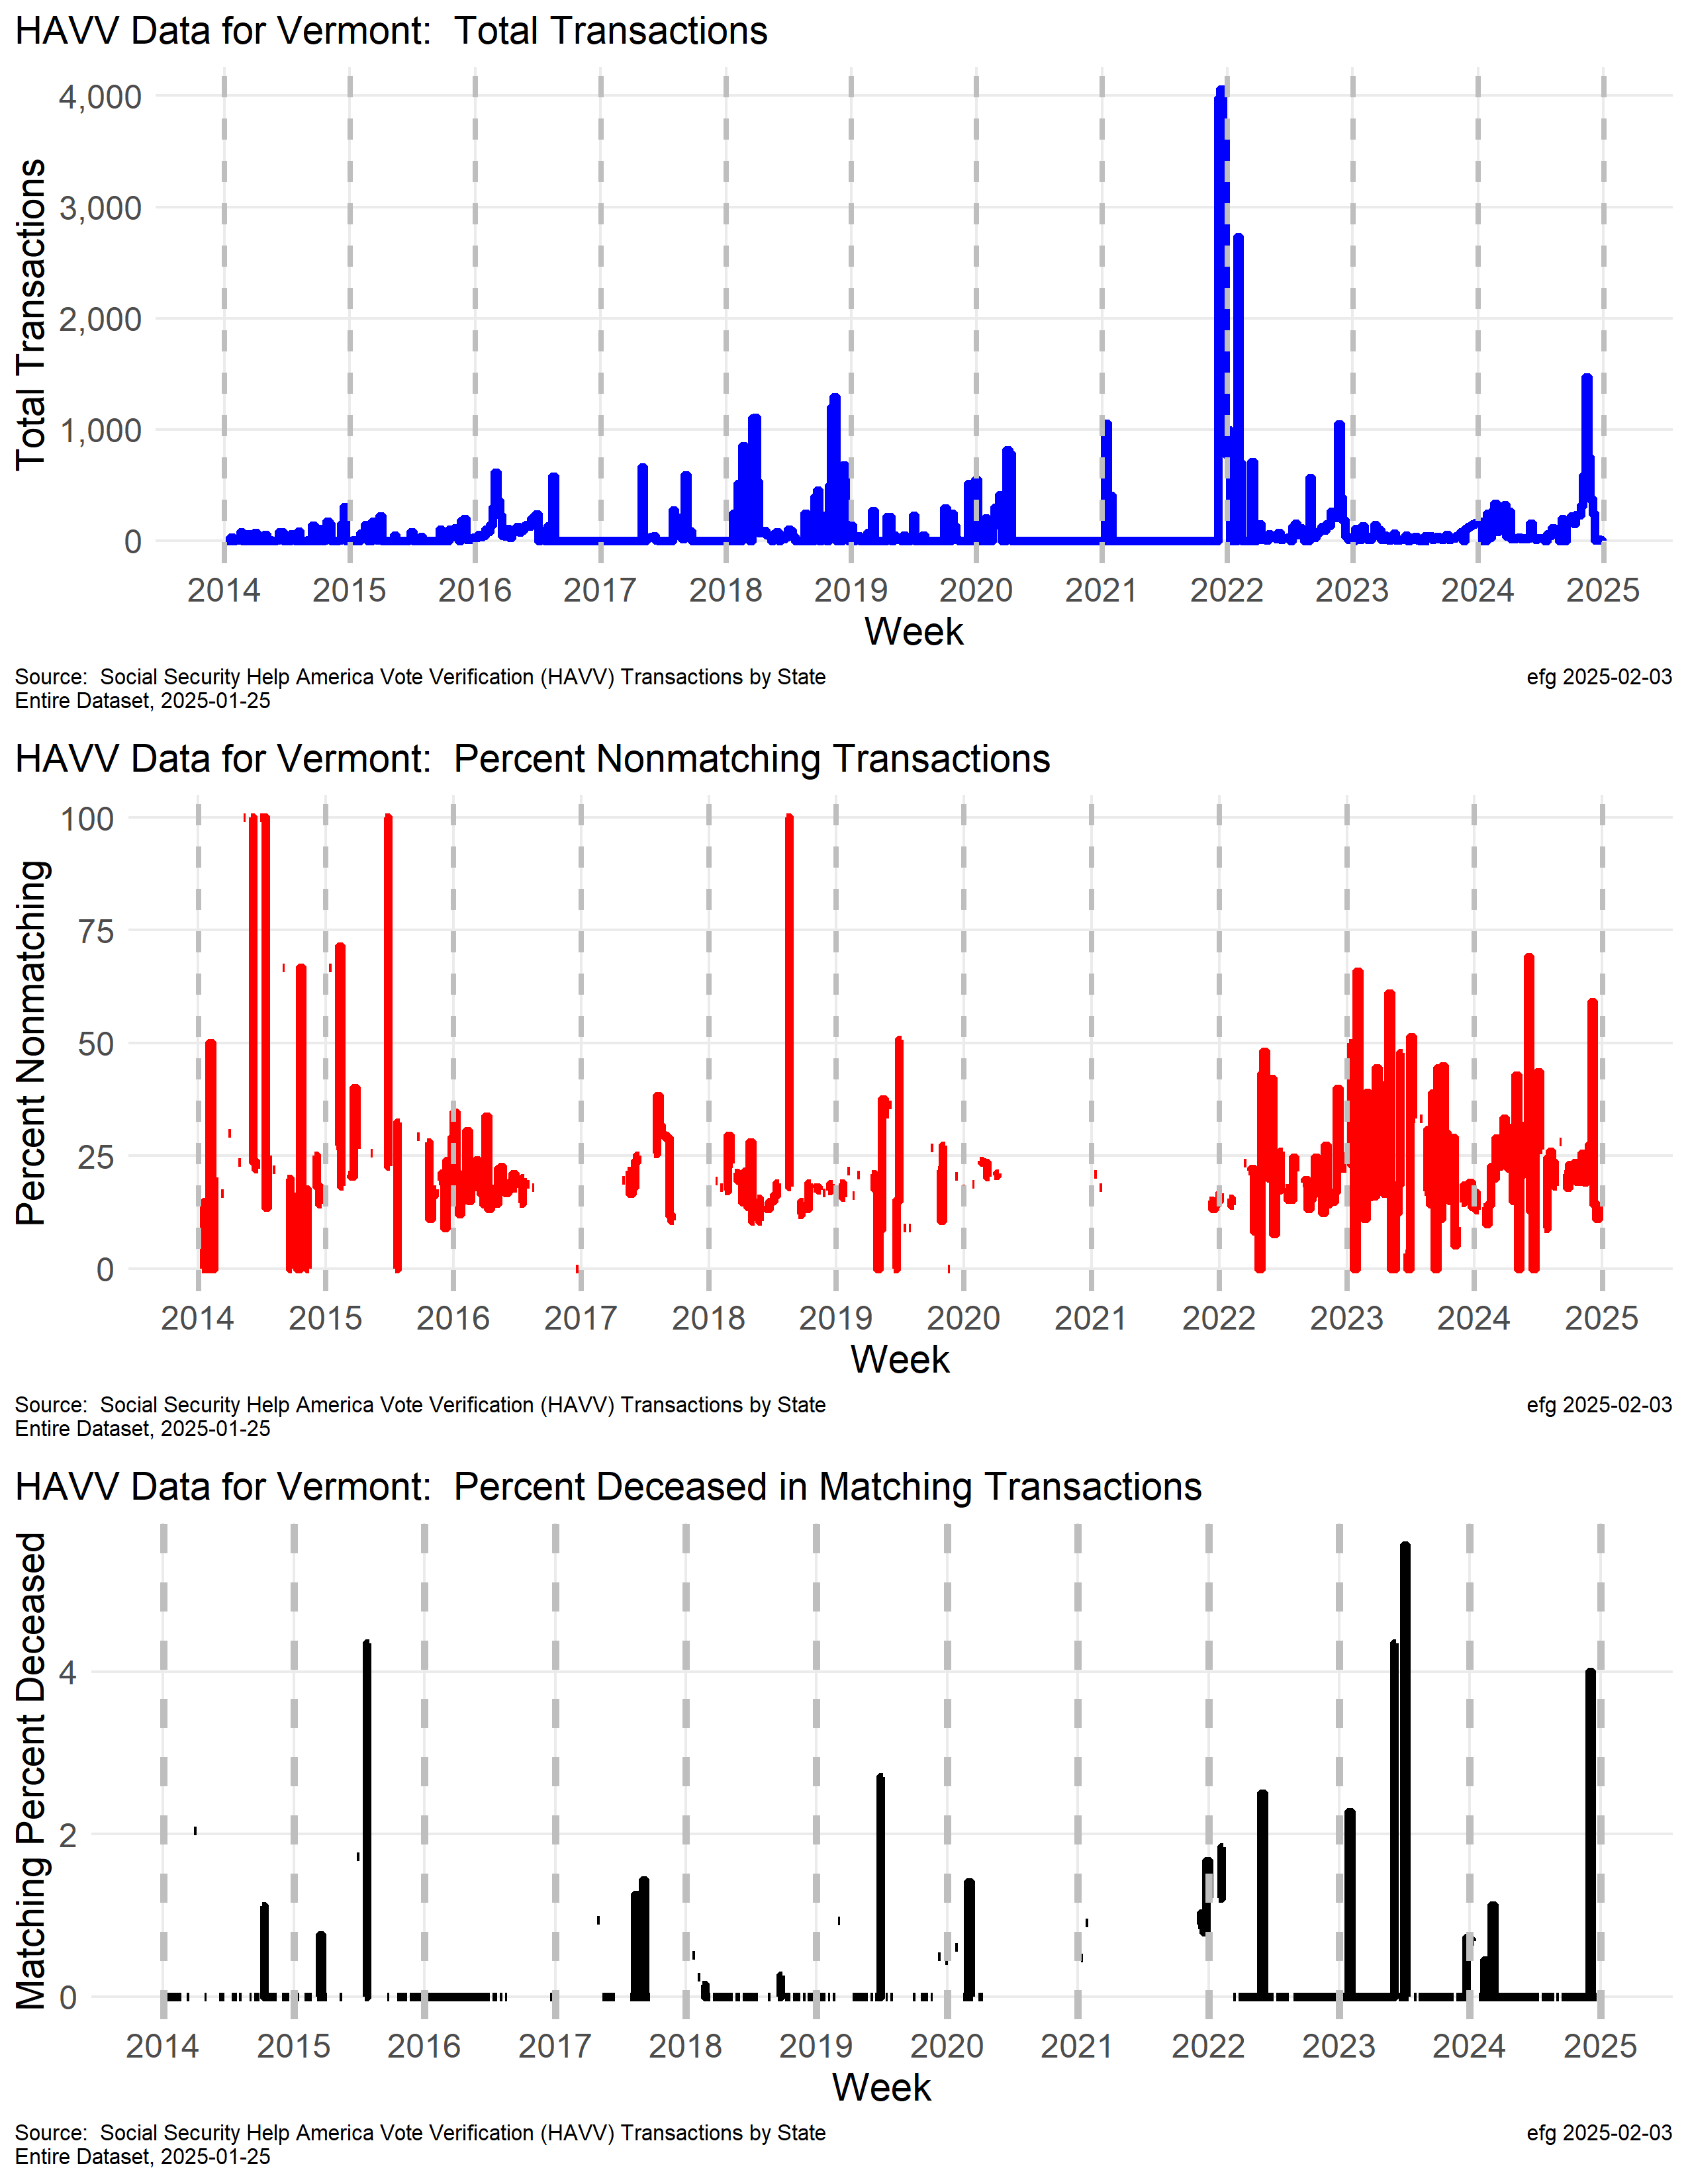 HAVV Data for Vermont:  Total Transactions
Total Transactions
4,000
3,000
2,000
1,000
0
2014 2015 2016 2017 2018 2019 2020 2021 2022 2023 2024 2025
Week
Source:  Social Security Help America Vote Verification (HAVV) Transactions by State
Entire Dataset, 2025-01-25
efg 2025-02-03
HAVV Data for Vermont:  Percent Nonmatching Transactions
Percent Nonmatching
100
75
50
25
0
2014 2015 2016 2017 2018 2019 2020 2021 2022 2023 2024 2025
Week
Source:  Social Security Help America Vote Verification (HAVV) Transactions by State
Entire Dataset, 2025-01-25
efg 2025-02-03
HAVV Data for Vermont:  Percent Deceased in Matching Transactions
Matching Percent Deceased
4
2
0
2014 2015 2016 2017 2018 2019 2020 2021 2022 2023 2024 2025
Week
Source:  Social Security Help America Vote Verification (HAVV) Transactions by State
Entire Dataset, 2025-01-25
efg 2025-02-03